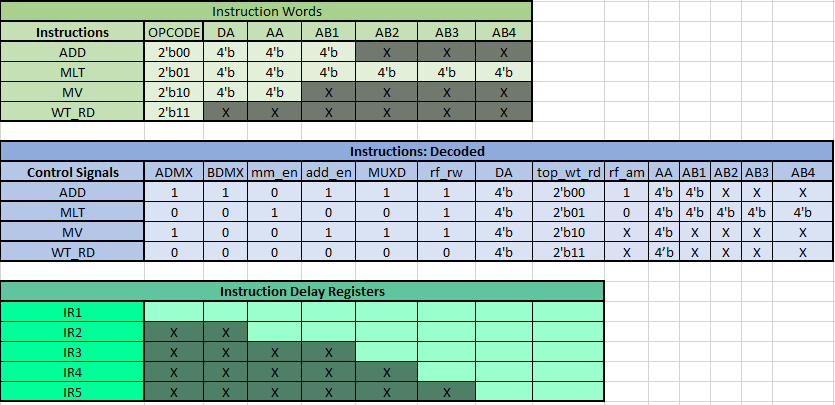 Instruction Words
Instructions OPCODE DA AA AB1 AB2 AB3 AB4
ADD 2'b00 4'b 4'b 4'b X X X
MLT 2'b01 4'b 4'b 4'b 4'b 4'b 4'b
MV 2'b10 4'b 4'b X X X X
WT_RD 2'b11 X X X X X X
Instructions: Decoded
Control Signals ADMX BDMX mm_en add_en MUXD rf_rw DA top_wt_rd rf_am AA AB1 AB2 AB3 AB4
ADD 1 1 0 1 1 1 4'b 2'b00 1 4'b 4'b X X X
MLT 0 0 1 0 0 1 4'b 2'b01 0 4'b 4'b 4'b 4'b 4'b
MV 1 0 0 1 1 1 4'b 2'b10 X 4'b X X X X
WT_RD 0 0 0 0 0 0 4'b 2'b11 X 4’b X X X X
Instruction Delay Registers
IR1
IR2 X X
IR3 X X X X
IR4 X X X X X
IR5 X X X X X X